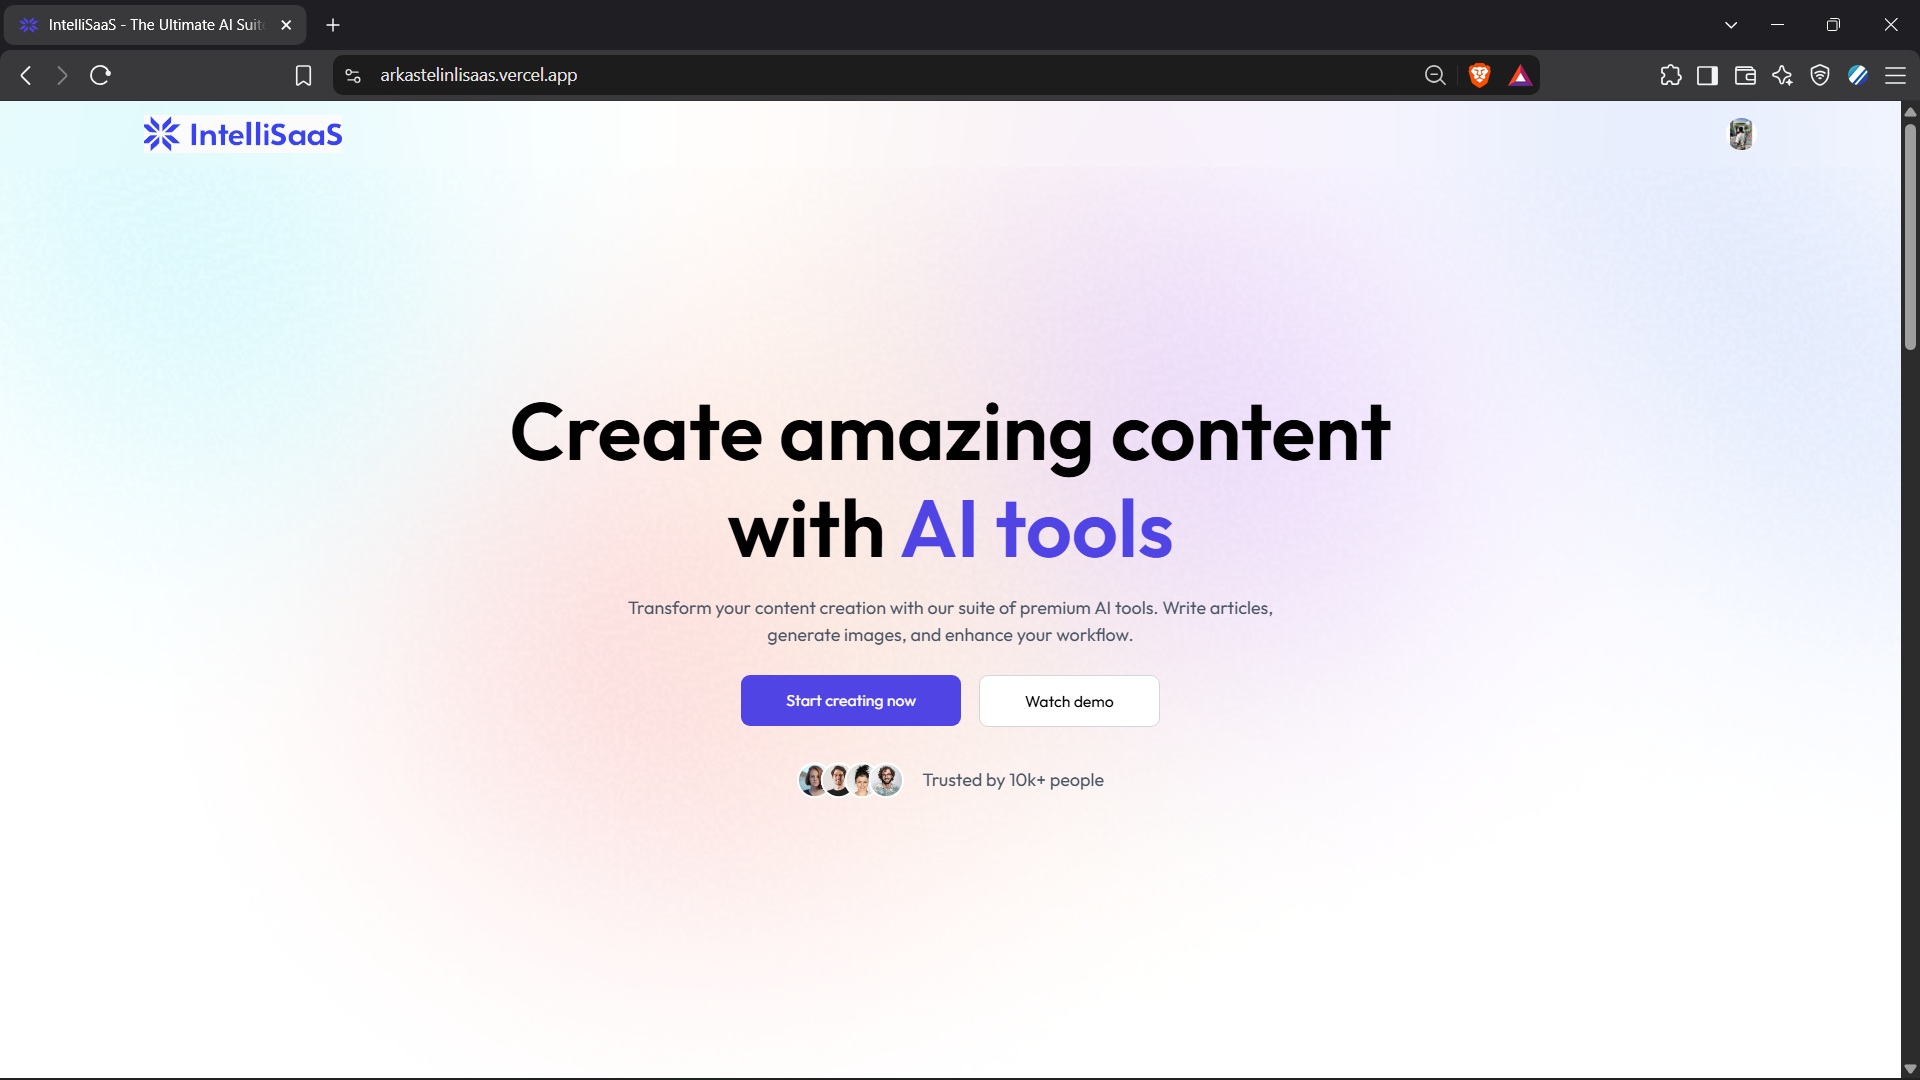 IntelliSaaS - The Ultimate AI Suit
arkastelinlisaas.vercel.app
IntelliSaaS
Create amazing content
with AI tools
Transform your content creation with our suite of premium AI tools. Write articles,
generate images, and enhance your workflow.
Start creating now
Watch demo
Trusted by 10k+ people